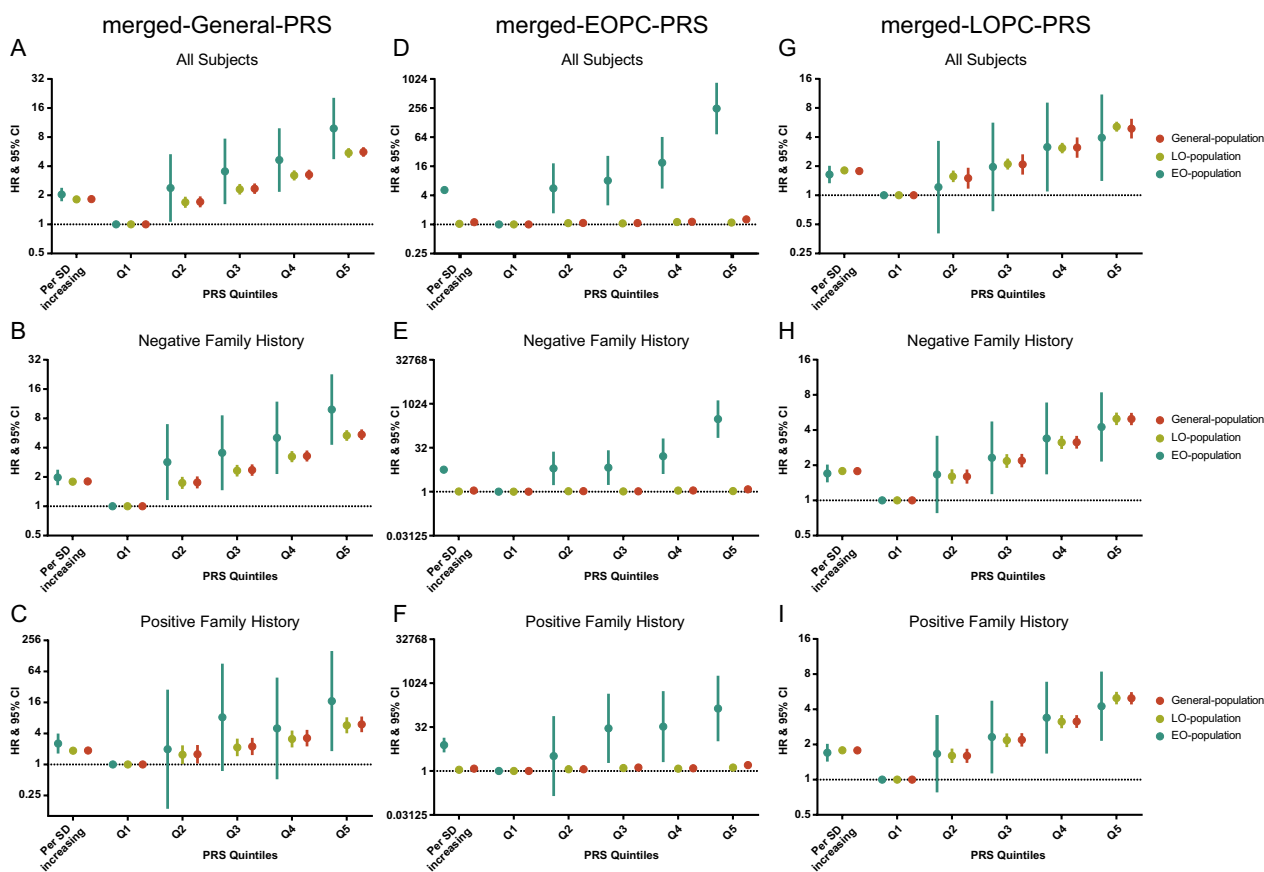 merged-General-PRS
merged-EOPC-PRS
merged-LOPC-PRS
A
All Subjects
HR & 95% CI
32
16
8
4
2
1
0.5
Per SD
increasing
Q1
Q2
Q3
Q4
Q5
PRS Quintiles
D
All Subjects
HR & 95% CI
1024
256
64
16
4
1
0.25
Per SD
increasing
Q1
Q2
Q3
Q4
Q5
PRS Quintiles
G
All Subjects
HR & 95% CI
16
8
4
2
1
0.5
0.25
Per SD
increasing
Q1
Q2
Q3
Q4
Q5
PRS Quintiles
General-population
LO-population
EO-population
B
Negative Family History
HR & 95% CI
32
16
8
4
2
1
0.5
Per SD
increasing
Q1
Q2
Q3
Q4
Q5
PRS Quintiles
E
Negative Family History
HR & 95% CI
32768
1024
32
1
0.03125
Per SD
increasing
Q1
Q2
Q3
Q4
Q5
PRS Quintiles
H
Negative Family History
HR & 95% CI
16
8
4
2
1
0.5
Per SD
increasing
Q1
Q2
Q3
Q4
Q5
PRS Quintiles
General-population
LO-population
EO-population
C
Positive Family History
HR & 95% CI
256
64
16
4
1
0.25
Per SD
increasing
Q1
Q2
Q3
Q4
Q5
PRS Quintiles
F
Positive Family History
HR & 95% CI
32768
1024
32
1
0.03125
Per SD
increasing
Q1
Q2
Q3
Q4
Q5
PRS Quintiles
I
Positive Family History
HR & 95% CI
16
8
4
2
1
0.5
Per SD
increasing
Q1
Q2
Q3
Q4
Q5
PRS Quintiles
General-population
LO-population
EO-population